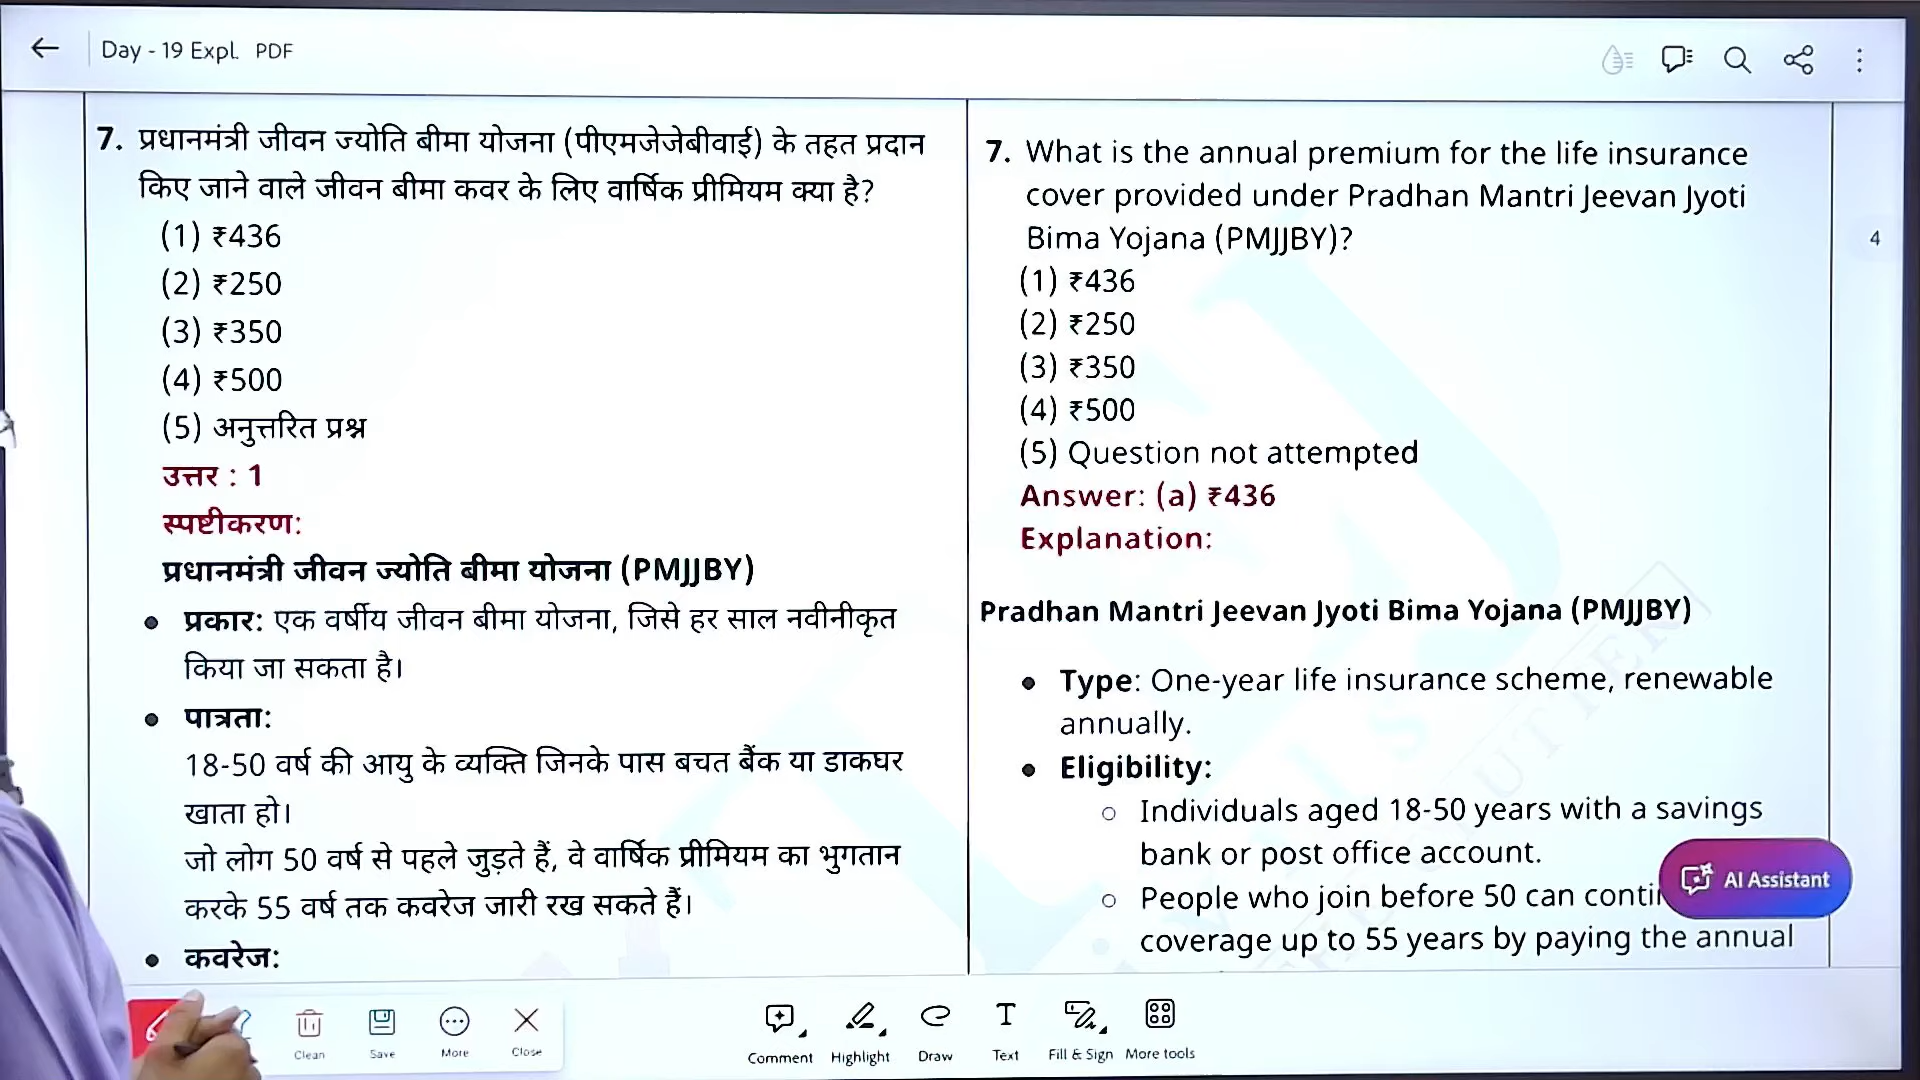 Day - 19 Expl. PDF
7. प्रधानमंत्री जीवन ज्योति बीमा योजना (पीएमजेजेबीवाई) के तहत प्रदान
किए जाने वाले जीवन बीमा कवर के लिए वार्षिक प्रीमियम क्या है?
(1) ₹436
(2) ₹250
(3) ₹350
(4) ₹500
(5) अनुत्तरित प्रश्न
उत्तर : 1
स्पष्टीकरण:
प्रधानमंत्री जीवन ज्योति बीमा योजना (PMJJBY)
● प्रकार: एक वर्षीय जीवन बीमा योजना, जिसे हर साल नवीनीकृत
किया जा सकता है।
● पात्रता:
18-50 वर्ष की आयु के व्यक्ति जिनके पास बचत बैंक या डाकघर
खाता हो।
जो लोग 50 वर्ष से पहले जुड़ते हैं, वे वार्षिक प्रीमियम का भुगतान
करके 55 वर्ष तक कवरेज जारी रख सकते हैं।
● कवरेज:
7. What is the annual premium for the life insurance
cover provided under Pradhan Mantri Jeevan Jyoti
Bima Yojana (PMJJBY)?
(1) ₹436
(2) ₹250
(3) ₹350
(4) ₹500
(5) Question not attempted
Answer: (a) ₹436
Explanation:
Pradhan Mantri Jeevan Jyoti Bima Yojana (PMJJBY)
● Type: One-year life insurance scheme, renewable
annually.
● Eligibility:
○ Individuals aged 18-50 years with a savings
bank or post office account.
○ People who join before 50 can
coverage up to 55 years by paying the annual
4
AI Assistant
Clean Save More Close
Comment Highlight Draw Text Fill & Sign More tools